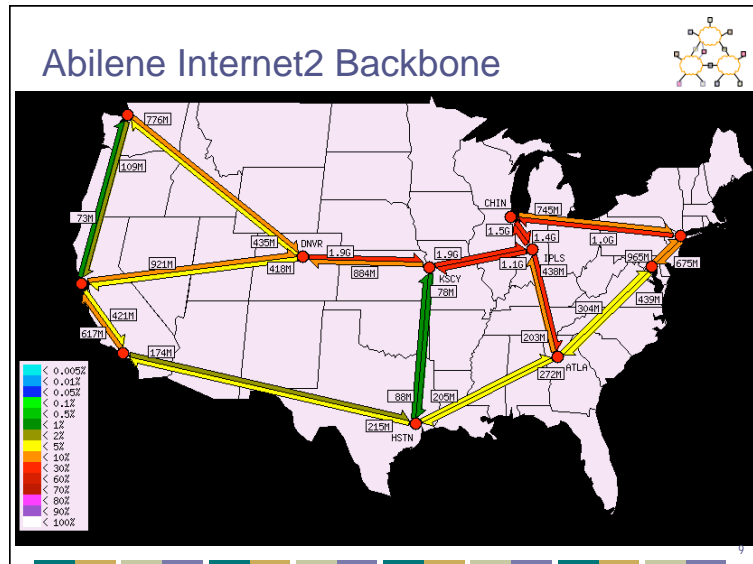 Abilene Internet2 Backbone
776M
109M
CHIN
745M
73M
1.5G
DNVR
435M
1.9G
1.9G
1.4G
1.0G
IPLS
965M
921M
418M
884M
KSCY
1.1G
438M
675M
78M
439M
304M
421M
617M
203M
174M
272M
ATLA
88M
205M
215M
HSTN
< 0.005%
< 0.01%
< 0.05%
< 0.1%
< 0.5%
< 1%
< 2%
< 5%
< 10%
< 30%
< 60%
< 70%
< 80%
< 90%
< 100%
9